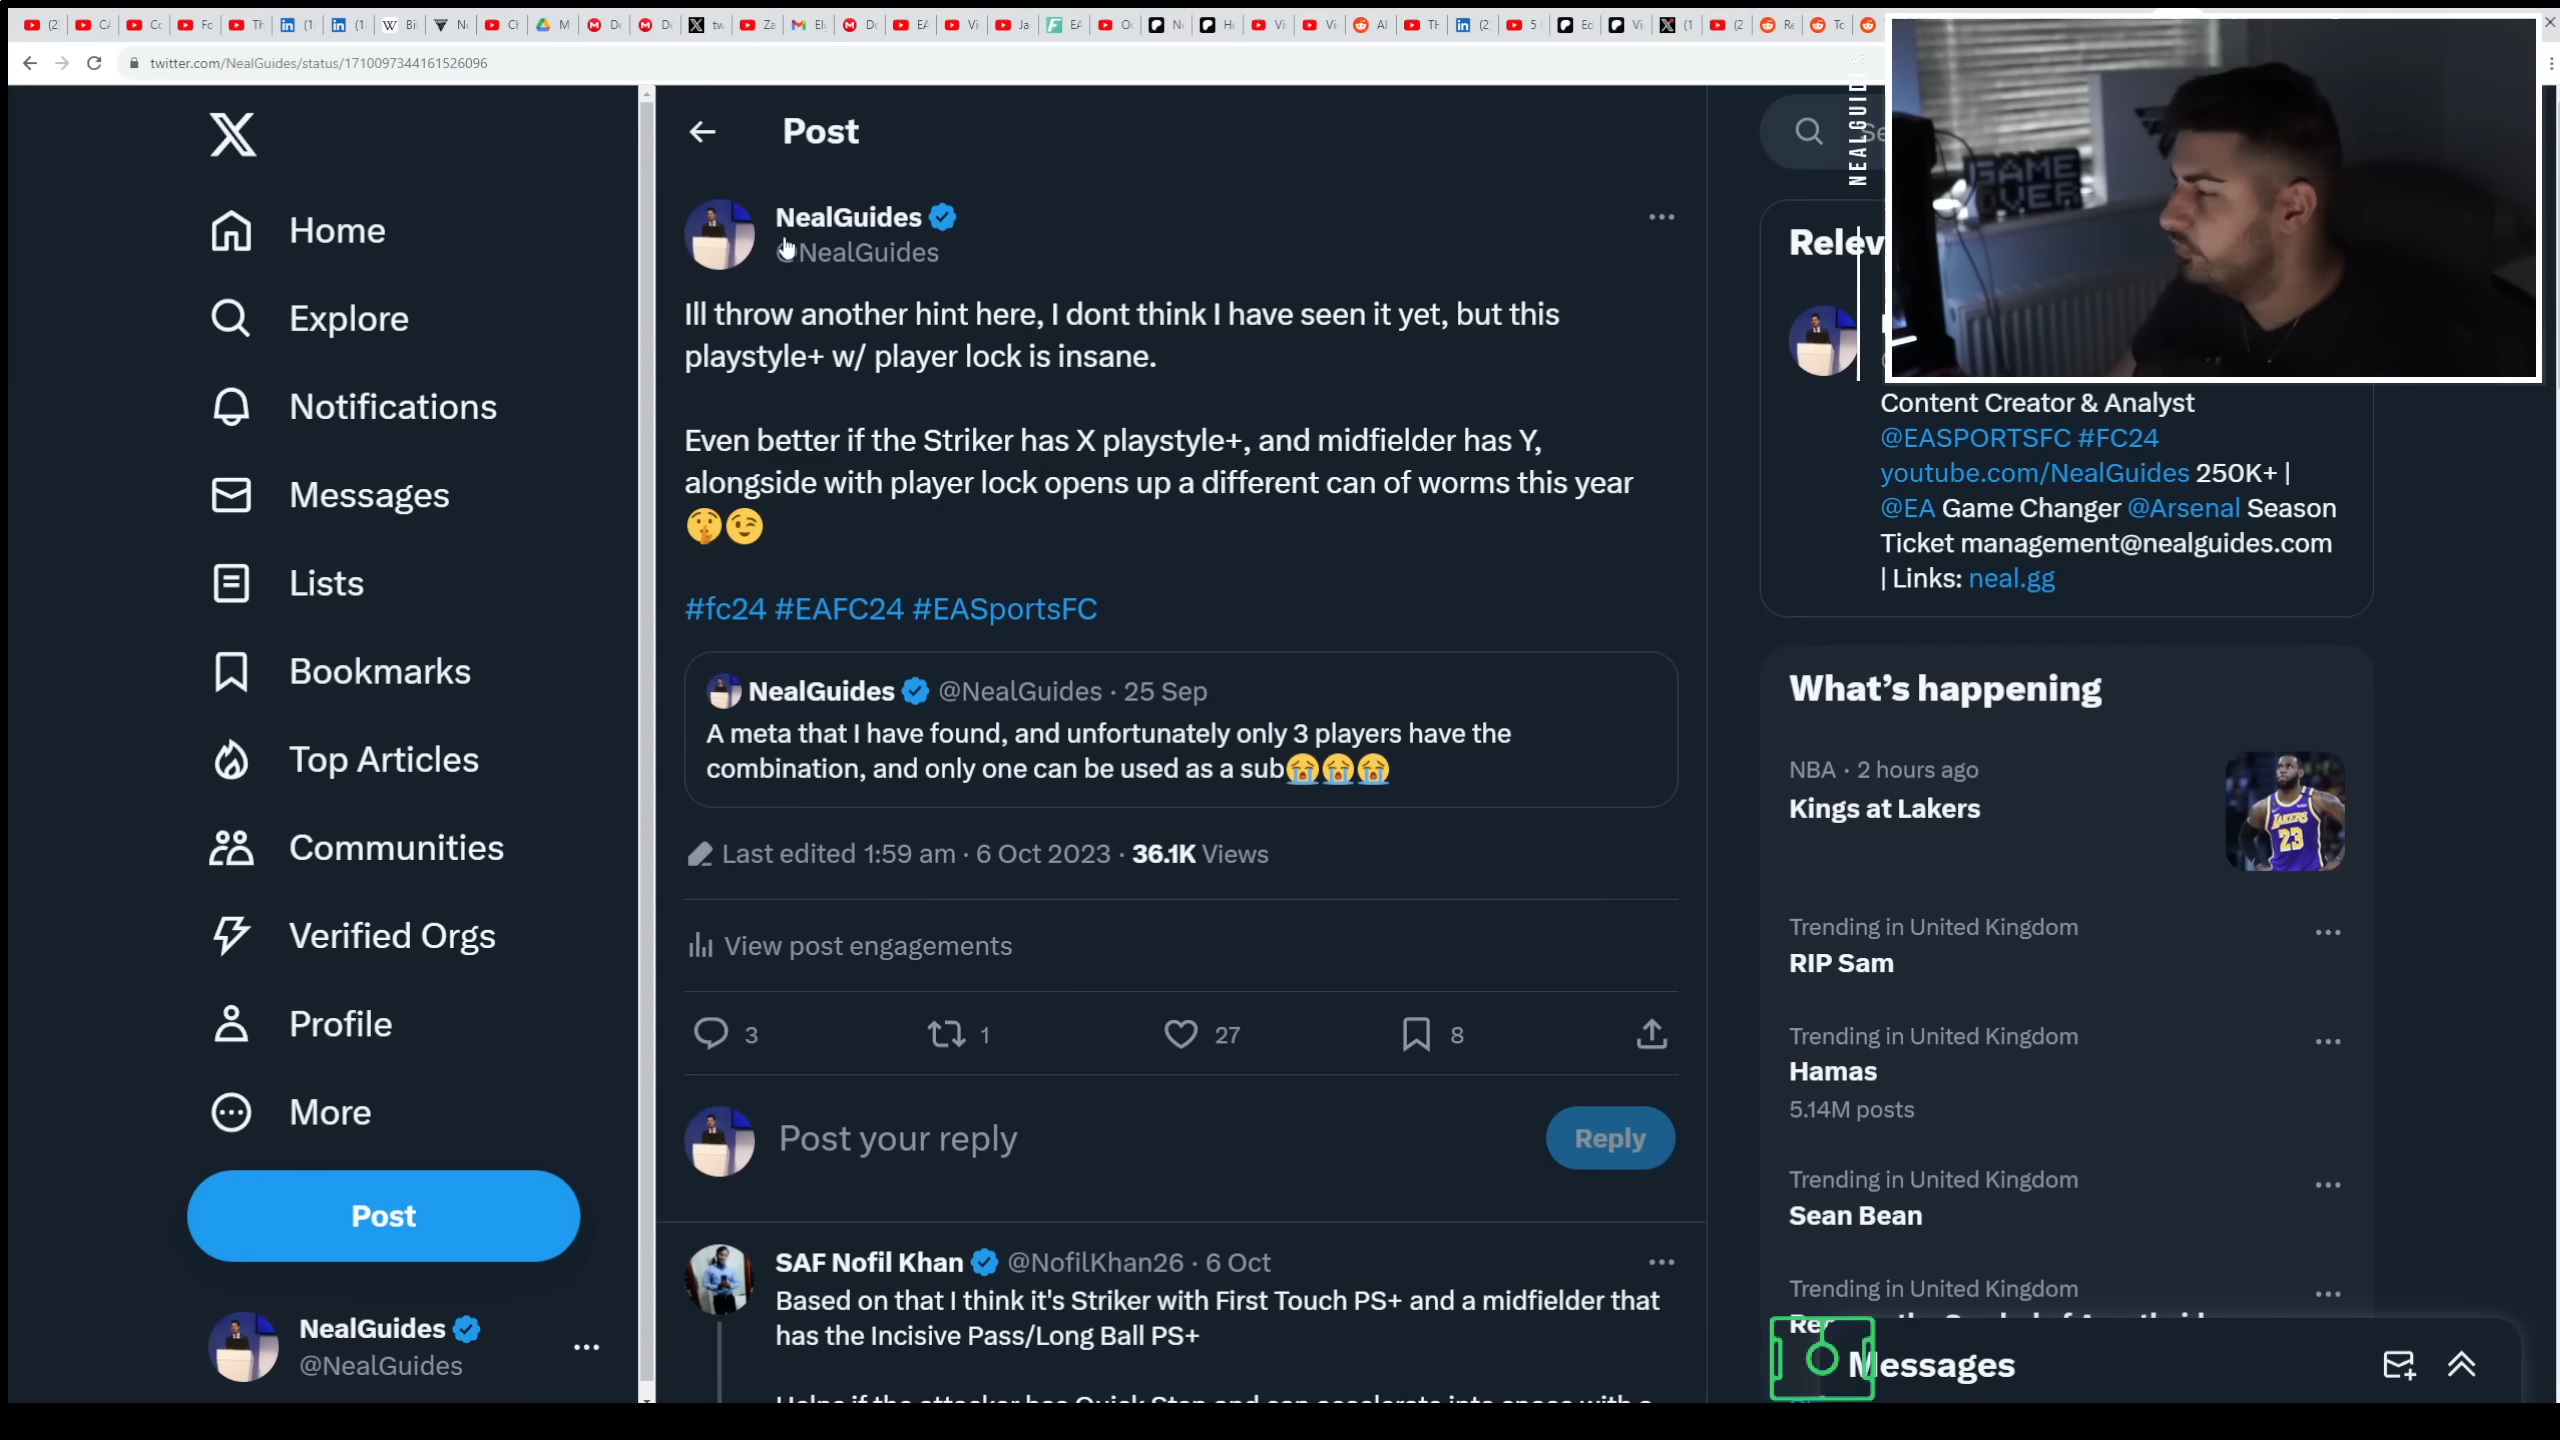 twitter.com/NealGuides/status/1710097344161526096
Home
Explore
Notifications
Messages
Lists
Bookmarks
Top Articles
Communities
Verified Orgs
Profile
More
Post
NealGuides
@NealGuides
Post
NealGuides
@NealGuides
Ill throw another hint here, I dont think I have seen it yet, but this
playstyle+ w/ player lock is insane.
Even better if the Striker has X playstyle+, and midfielder has Y,
alongside with player lock opens up a different can of worms this year
🤫😉
#fc24 #EAFC24 #EASportsFC
NealGuides @NealGuides · 25 Sep
A meta that I have found, and unfortunately only 3 players have the
combination, and only one can be used as a sub😭😭😭
Last edited 1:59 am · 6 Oct 2023 · 36.1K Views
View post engagements
3 1 27 8
Post your reply
Reply
SAF Nofil Khan @NofilKhan26 · 6 Oct
Based on that I think it's Striker with First Touch PS+ and a midfielder that
has the Incisive Pass/Long Ball PS+
NEALGUIDES
GAME
OVER
Content Creator & Analyst
@EASPORTSFC #FC24
youtube.com/NealGuides 250K+ |
@EA Game Changer @Arsenal Season
Ticket management@nealguides.com
| Links: neal.gg
What's happening
NBA · 2 hours ago
Kings at Lakers
LAKERS
23
Trending in United Kingdom
RIP Sam
Trending in United Kingdom
Hamas
5.14M posts
Trending in United Kingdom
Sean Bean
Trending in United Kingdom
Messages